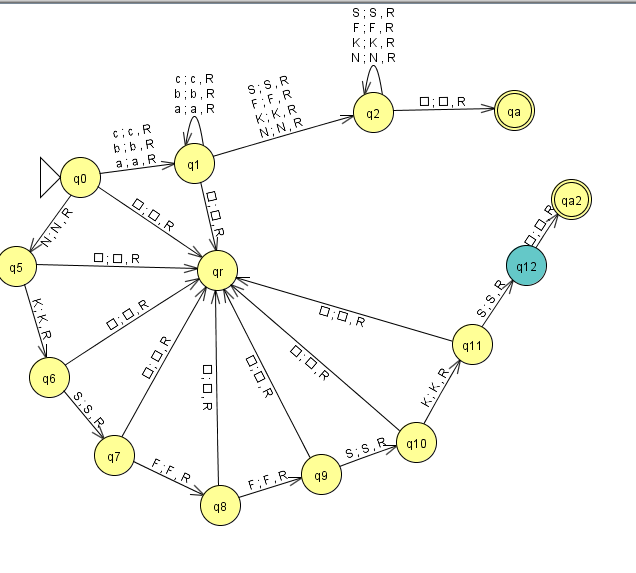 S ; S , R
F ; F , R
K ; K , R
N ; N , R
c ; c , R
b ; b , R
a ; a , R
S ; S , R
F ; F , R
K ; K , R
N ; N , R
□ ; □ , R
qa
q2
c ; c , R
b ; b , R
a ; a , R
q1
q0
□ ; □ , R
□ ; □ , R
N ; N , R
qa2
□ ; □ , R
q5
□ ; □ , R
qr
q12
K ; K , R
□ ; □ , R
□ ; □ , R
S ; S , R
q11
□ ; □ , R
□ ; □ , R
□ ; □ , R
□ ; □ , R
q6
K ; K , R
S ; S , R
q7
q10
F ; F , R
S ; S , R
q9
F ; F , R
q8